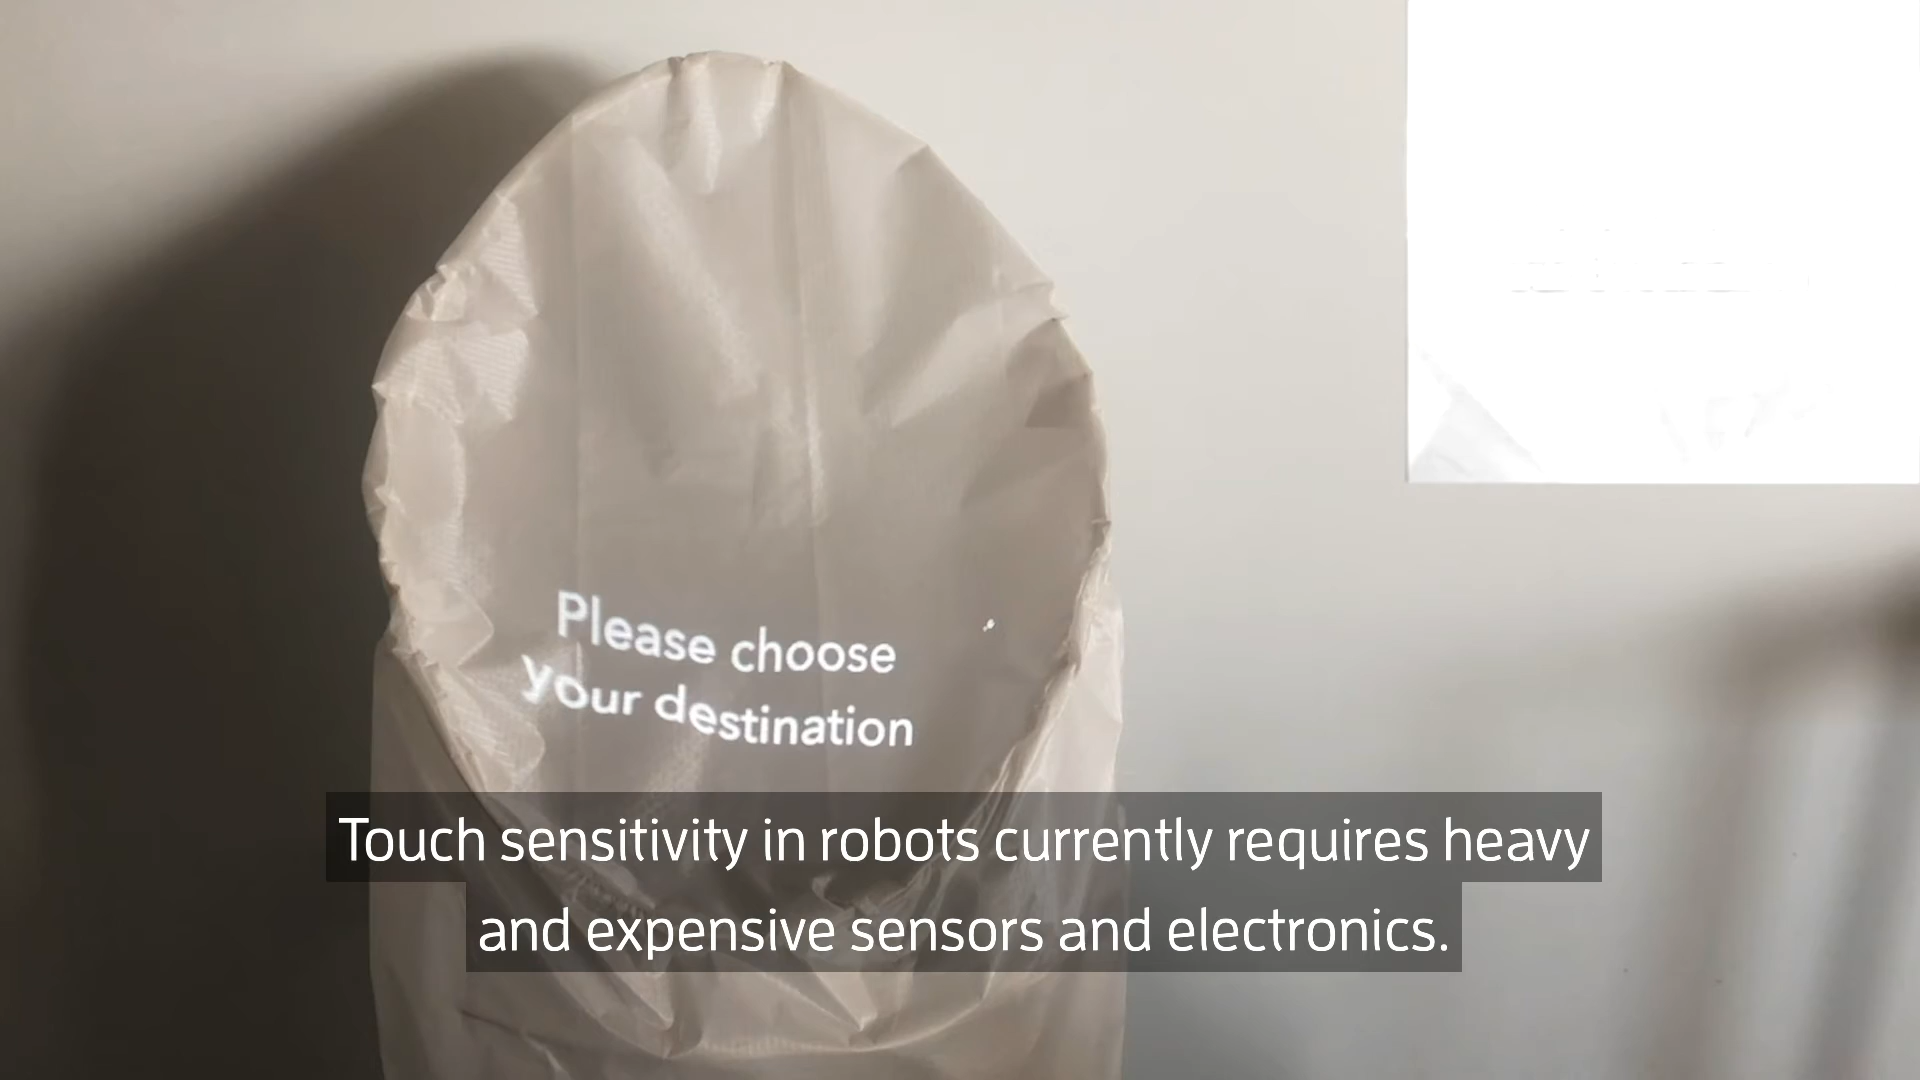 Please choose
your destination
Touch sensitivity in robots currently requires heavy
and expensive sensors and electronics.